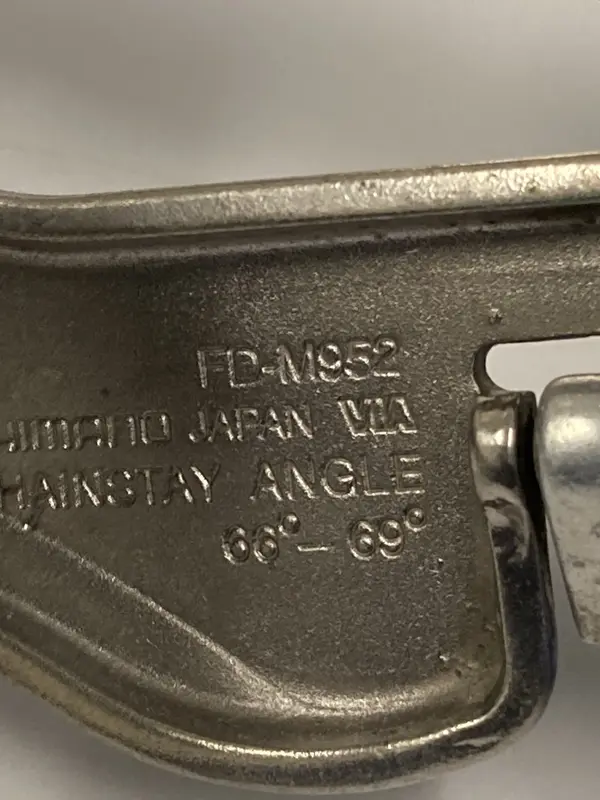 FD-M952
SHIMANO JAPAN VIA
CHAINSTAY ANGLE
66°–69°